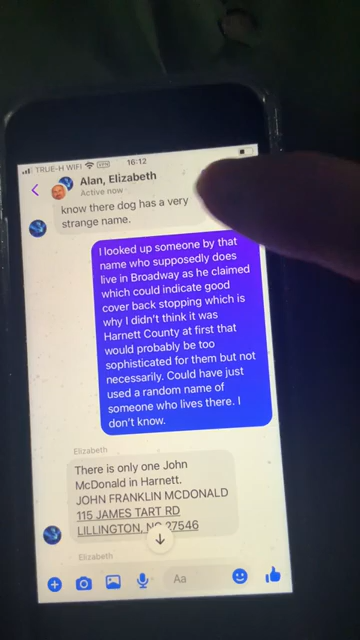 TRUE-H WIFI VPN 16:12
Alan, Elizabeth
Active now
know there dog has a very
strange name.
I looked up someone by that
name who supposedly does
live in Broadway as he claimed
which could indicate good
cover back stopping which is
why I didn't think it was
Harnett County at first that
would probably be too
sophisticated for them but not
necessarily. Could have just
used a random name of
someone who lives there. I
don't know.
Elizabeth
There is only one John
McDonald in Harnett.
JOHN FRANKLIN MCDONALD
115 JAMES TART RD
LILLINGTON, NC 27546
Elizabeth
Aa